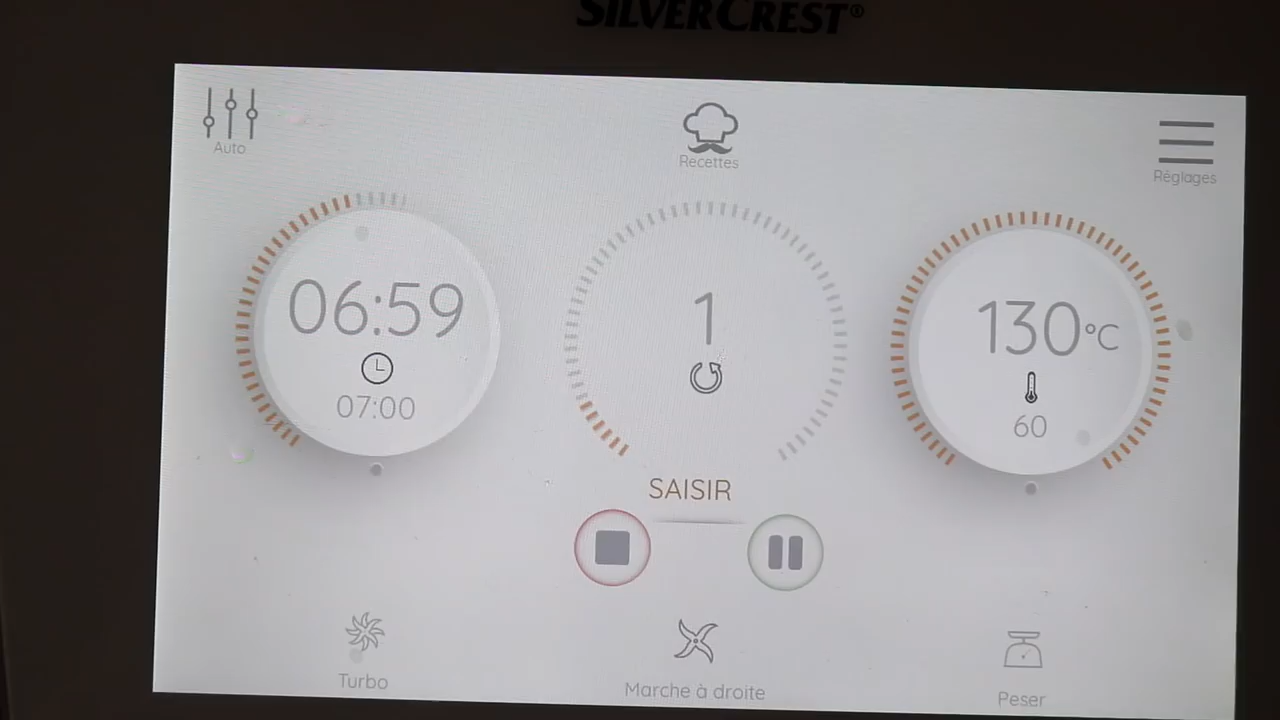 SILVERCREST®
Auto
Recettes
Réglages
06:59
07:00
1
130°C
60
SAISIR
Turbo
Marche à droite
Peser